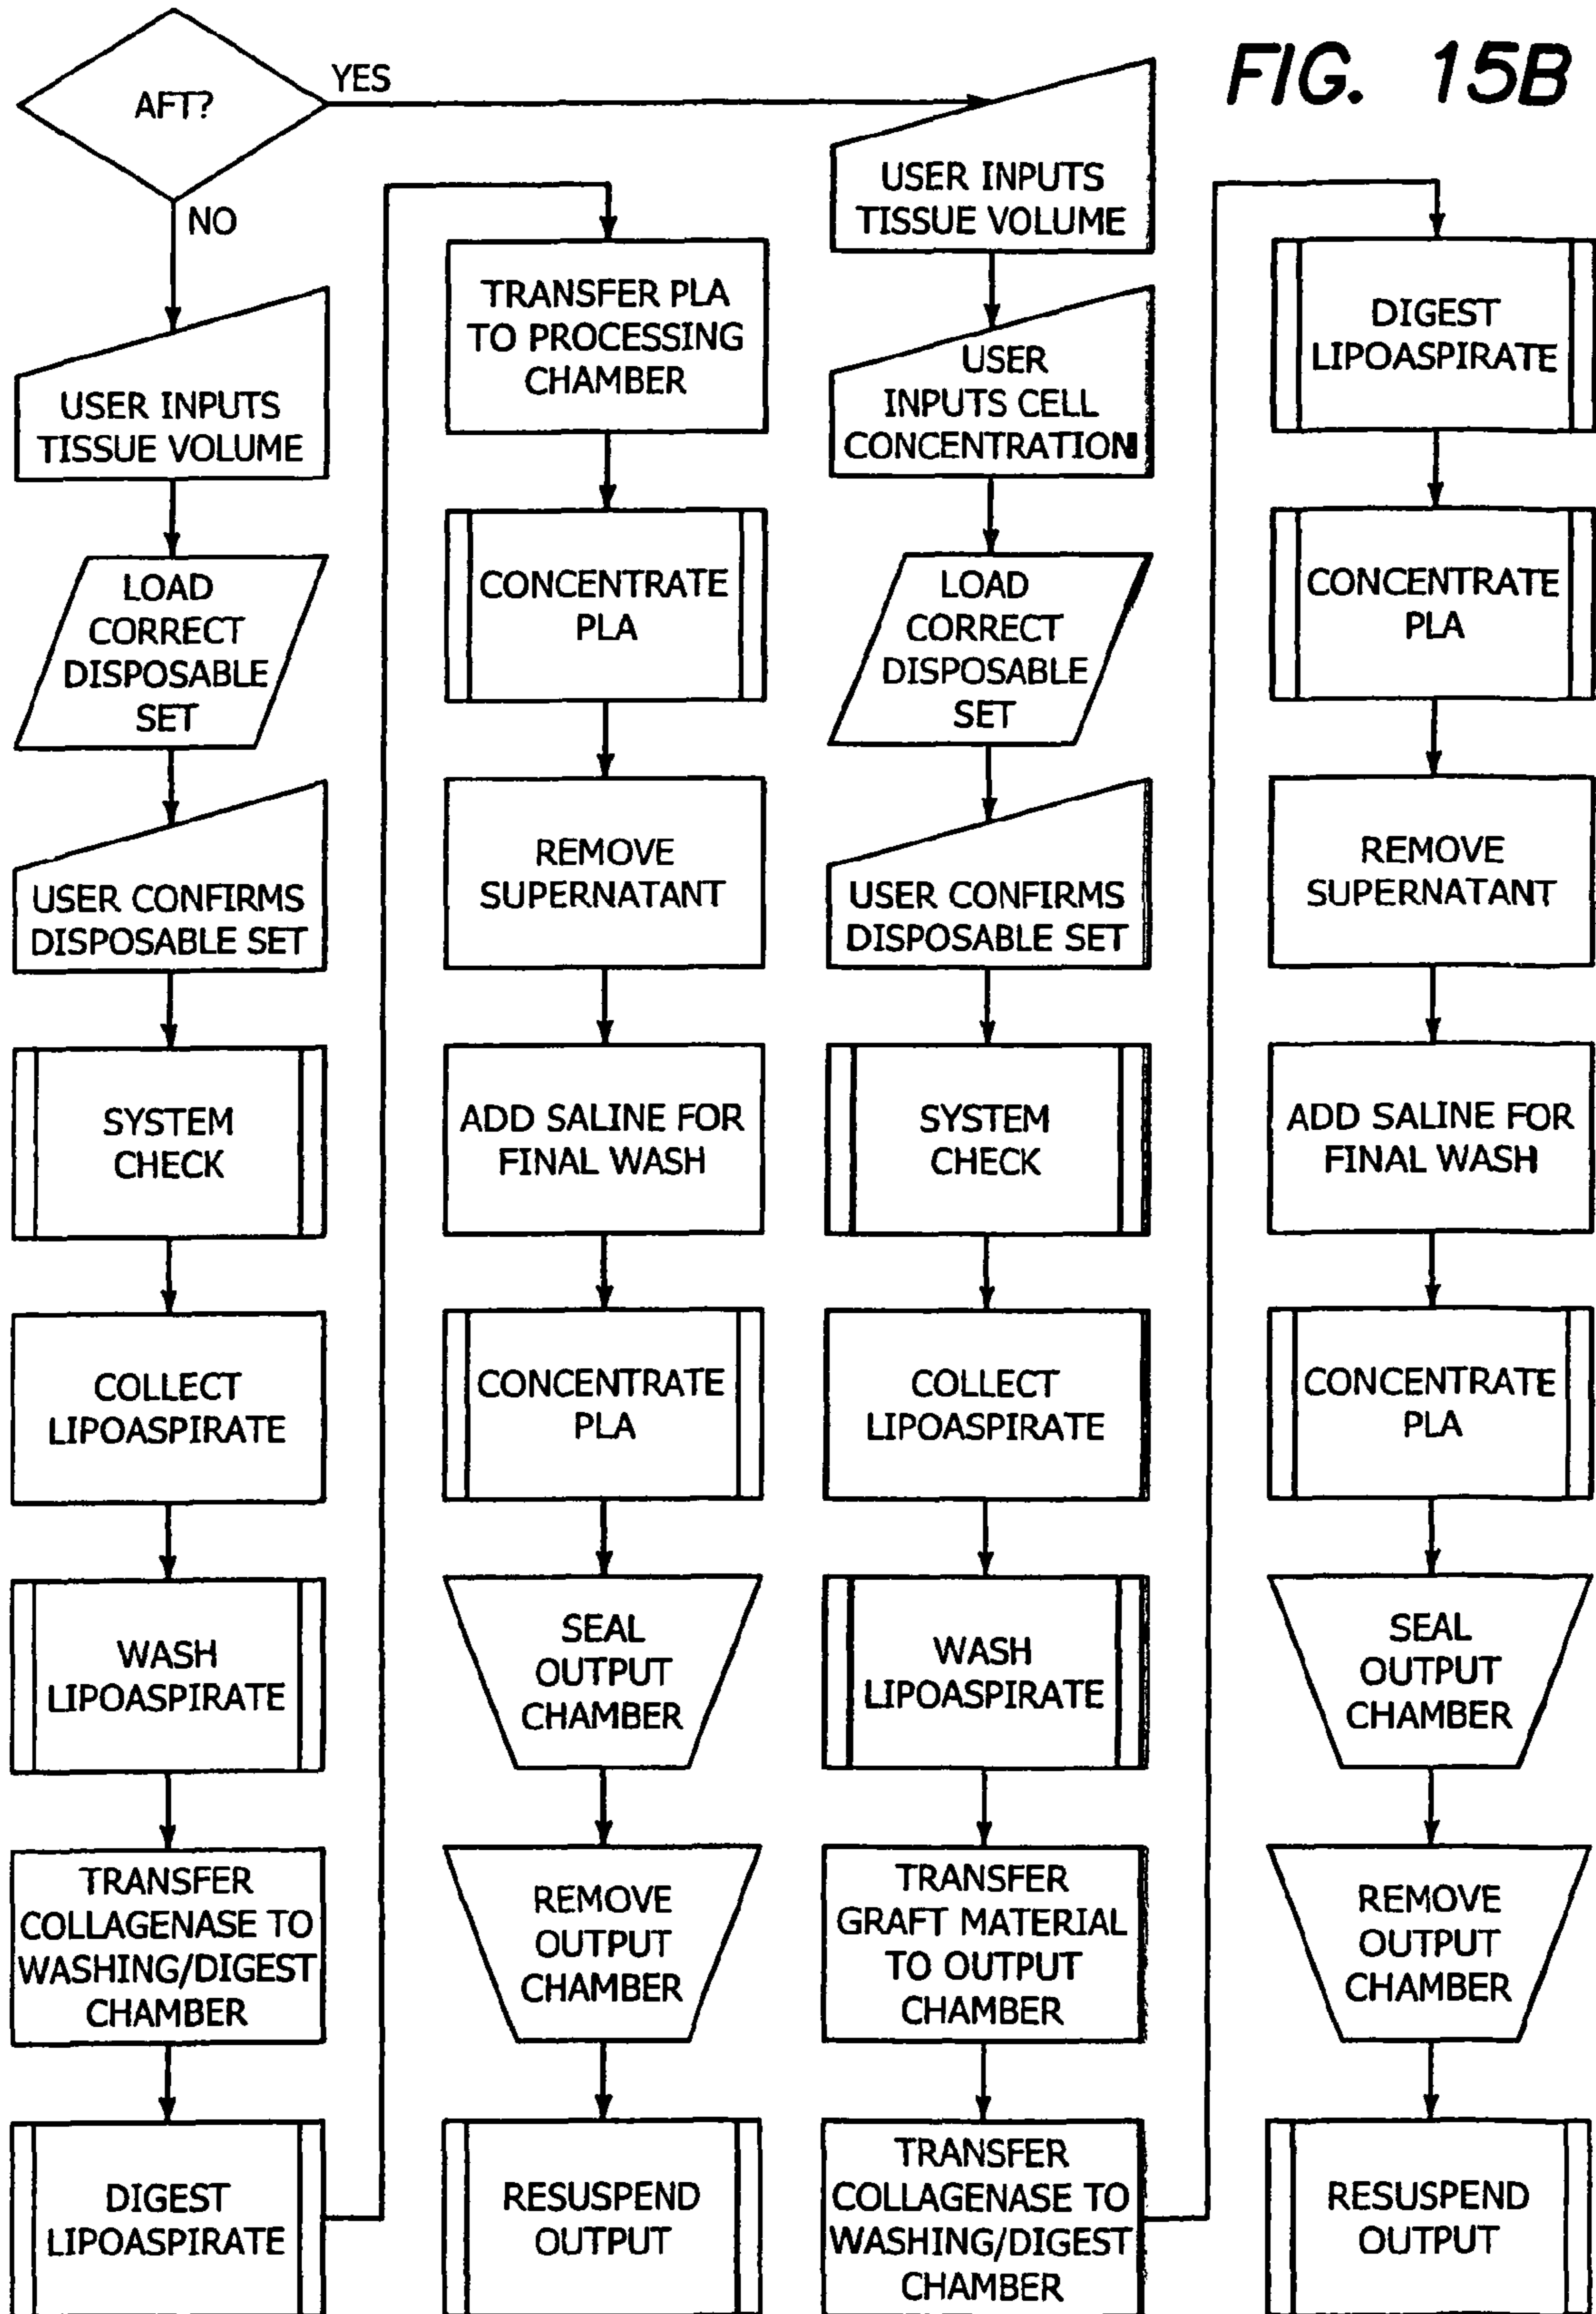 FIG. 15B
AFT?
YES
NO
USER INPUTS
TISSUE VOLUME
LOAD
CORRECT
DISPOSABLE
SET
USER CONFIRMS
DISPOSABLE SET
SYSTEM
CHECK
COLLECT
LIPOASPIRATE
WASH
LIPOASPIRATE
TRANSFER
COLLAGENASE TO
WASHING/DIGEST
CHAMBER
DIGEST
LIPOASPIRATE
TRANSFER PLA
TO PROCESSING
CHAMBER
CONCENTRATE
PLA
REMOVE
SUPERNATANT
ADD SALINE FOR
FINAL WASH
CONCENTRATE
PLA
SEAL
OUTPUT
CHAMBER
REMOVE
OUTPUT
CHAMBER
RESUSPEND
OUTPUT
USER INPUTS
TISSUE VOLUME
USER
INPUTS CELL
CONCENTRATION
LOAD
CORRECT
DISPOSABLE
SET
USER CONFIRMS
DISPOSABLE SET
SYSTEM
CHECK
COLLECT
LIPOASPIRATE
WASH
LIPOASPIRATE
TRANSFER
GRAFT MATERIAL
TO OUTPUT
CHAMBER
TRANSFER
COLLAGENASE TO
WASHING/DIGEST
CHAMBER
DIGEST
LIPOASPIRATE
CONCENTRATE
PLA
REMOVE
SUPERNATANT
ADD SALINE FOR
FINAL WASH
CONCENTRATE
PLA
SEAL
OUTPUT
CHAMBER
REMOVE
OUTPUT
CHAMBER
RESUSPEND
OUTPUT